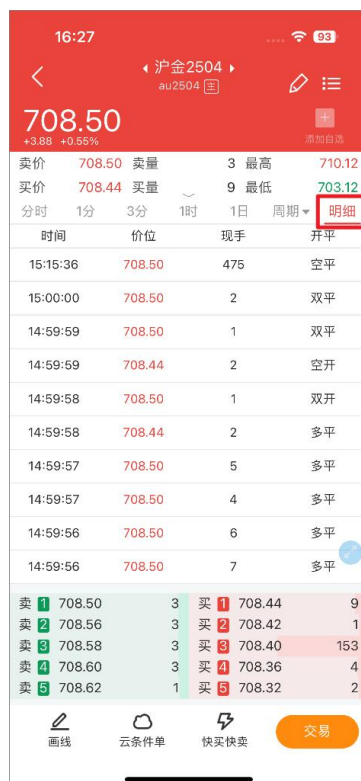 16:27 93
沪金2504
au2504 主
708.50
+3.88 +0.55% 添加自选
卖价 708.50 卖量 3 最高 710.12
买价 708.44 买量 9 最低 703.12
分时 1分 3分 1时 1日 周期 明细
时间 价位 现手 开平
15:15:36 708.50 475 空平
15:00:00 708.50 2 双平
14:59:59 708.50 1 双平
14:59:59 708.44 2 空开
14:59:58 708.50 1 双开
14:59:58 708.44 2 多平
14:59:57 708.50 5 多平
14:59:57 708.50 4 多平
14:59:56 708.50 6 多平
14:59:56 708.50 7 多平
卖 1 708.50 3 买 1 708.44 9
卖 2 708.56 3 买 2 708.42 1
卖 3 708.58 3 买 3 708.40 153
卖 4 708.60 3 买 4 708.36 4
卖 5 708.62 1 买 5 708.32 2
画线 云条件单 快买快卖 交易